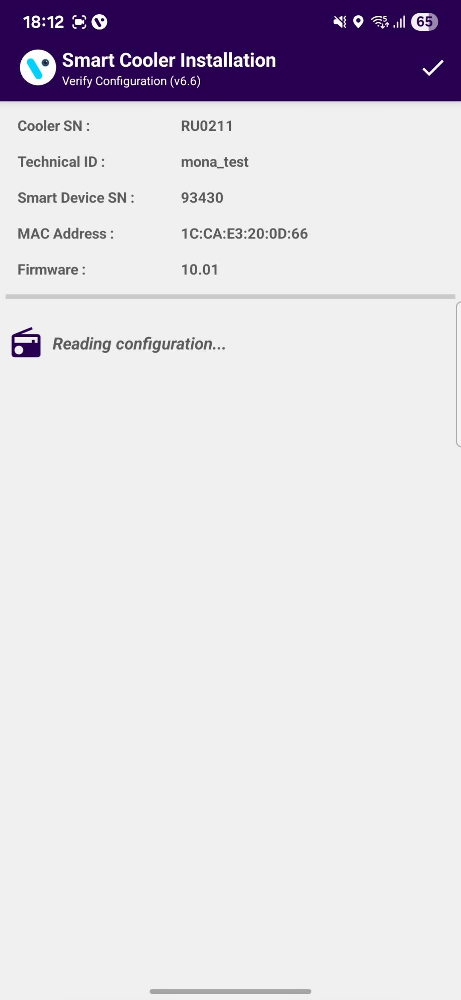 18:12
5
65
Smart Cooler Installation
Verify Configuration (v6.6)
Cooler SN : RU0211
Technical ID : mona_test
Smart Device SN : 93430
MAC Address : 1C:CA:E3:20:0D:66
Firmware : 10.01
Reading configuration...